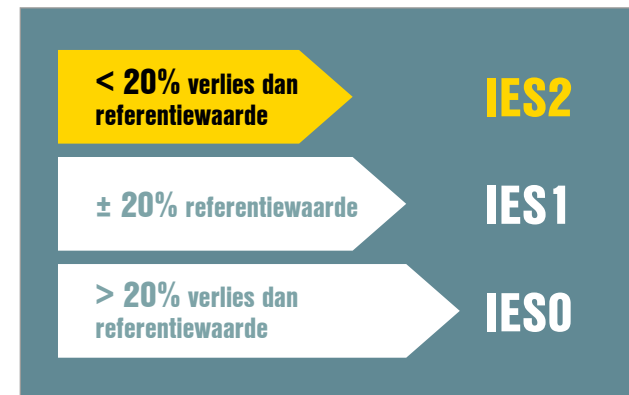 < 20% verlies dan
referentiewaarde
IES2
± 20% referentiewaarde
IES1
> 20% verlies dan
referentiewaarde
IES0